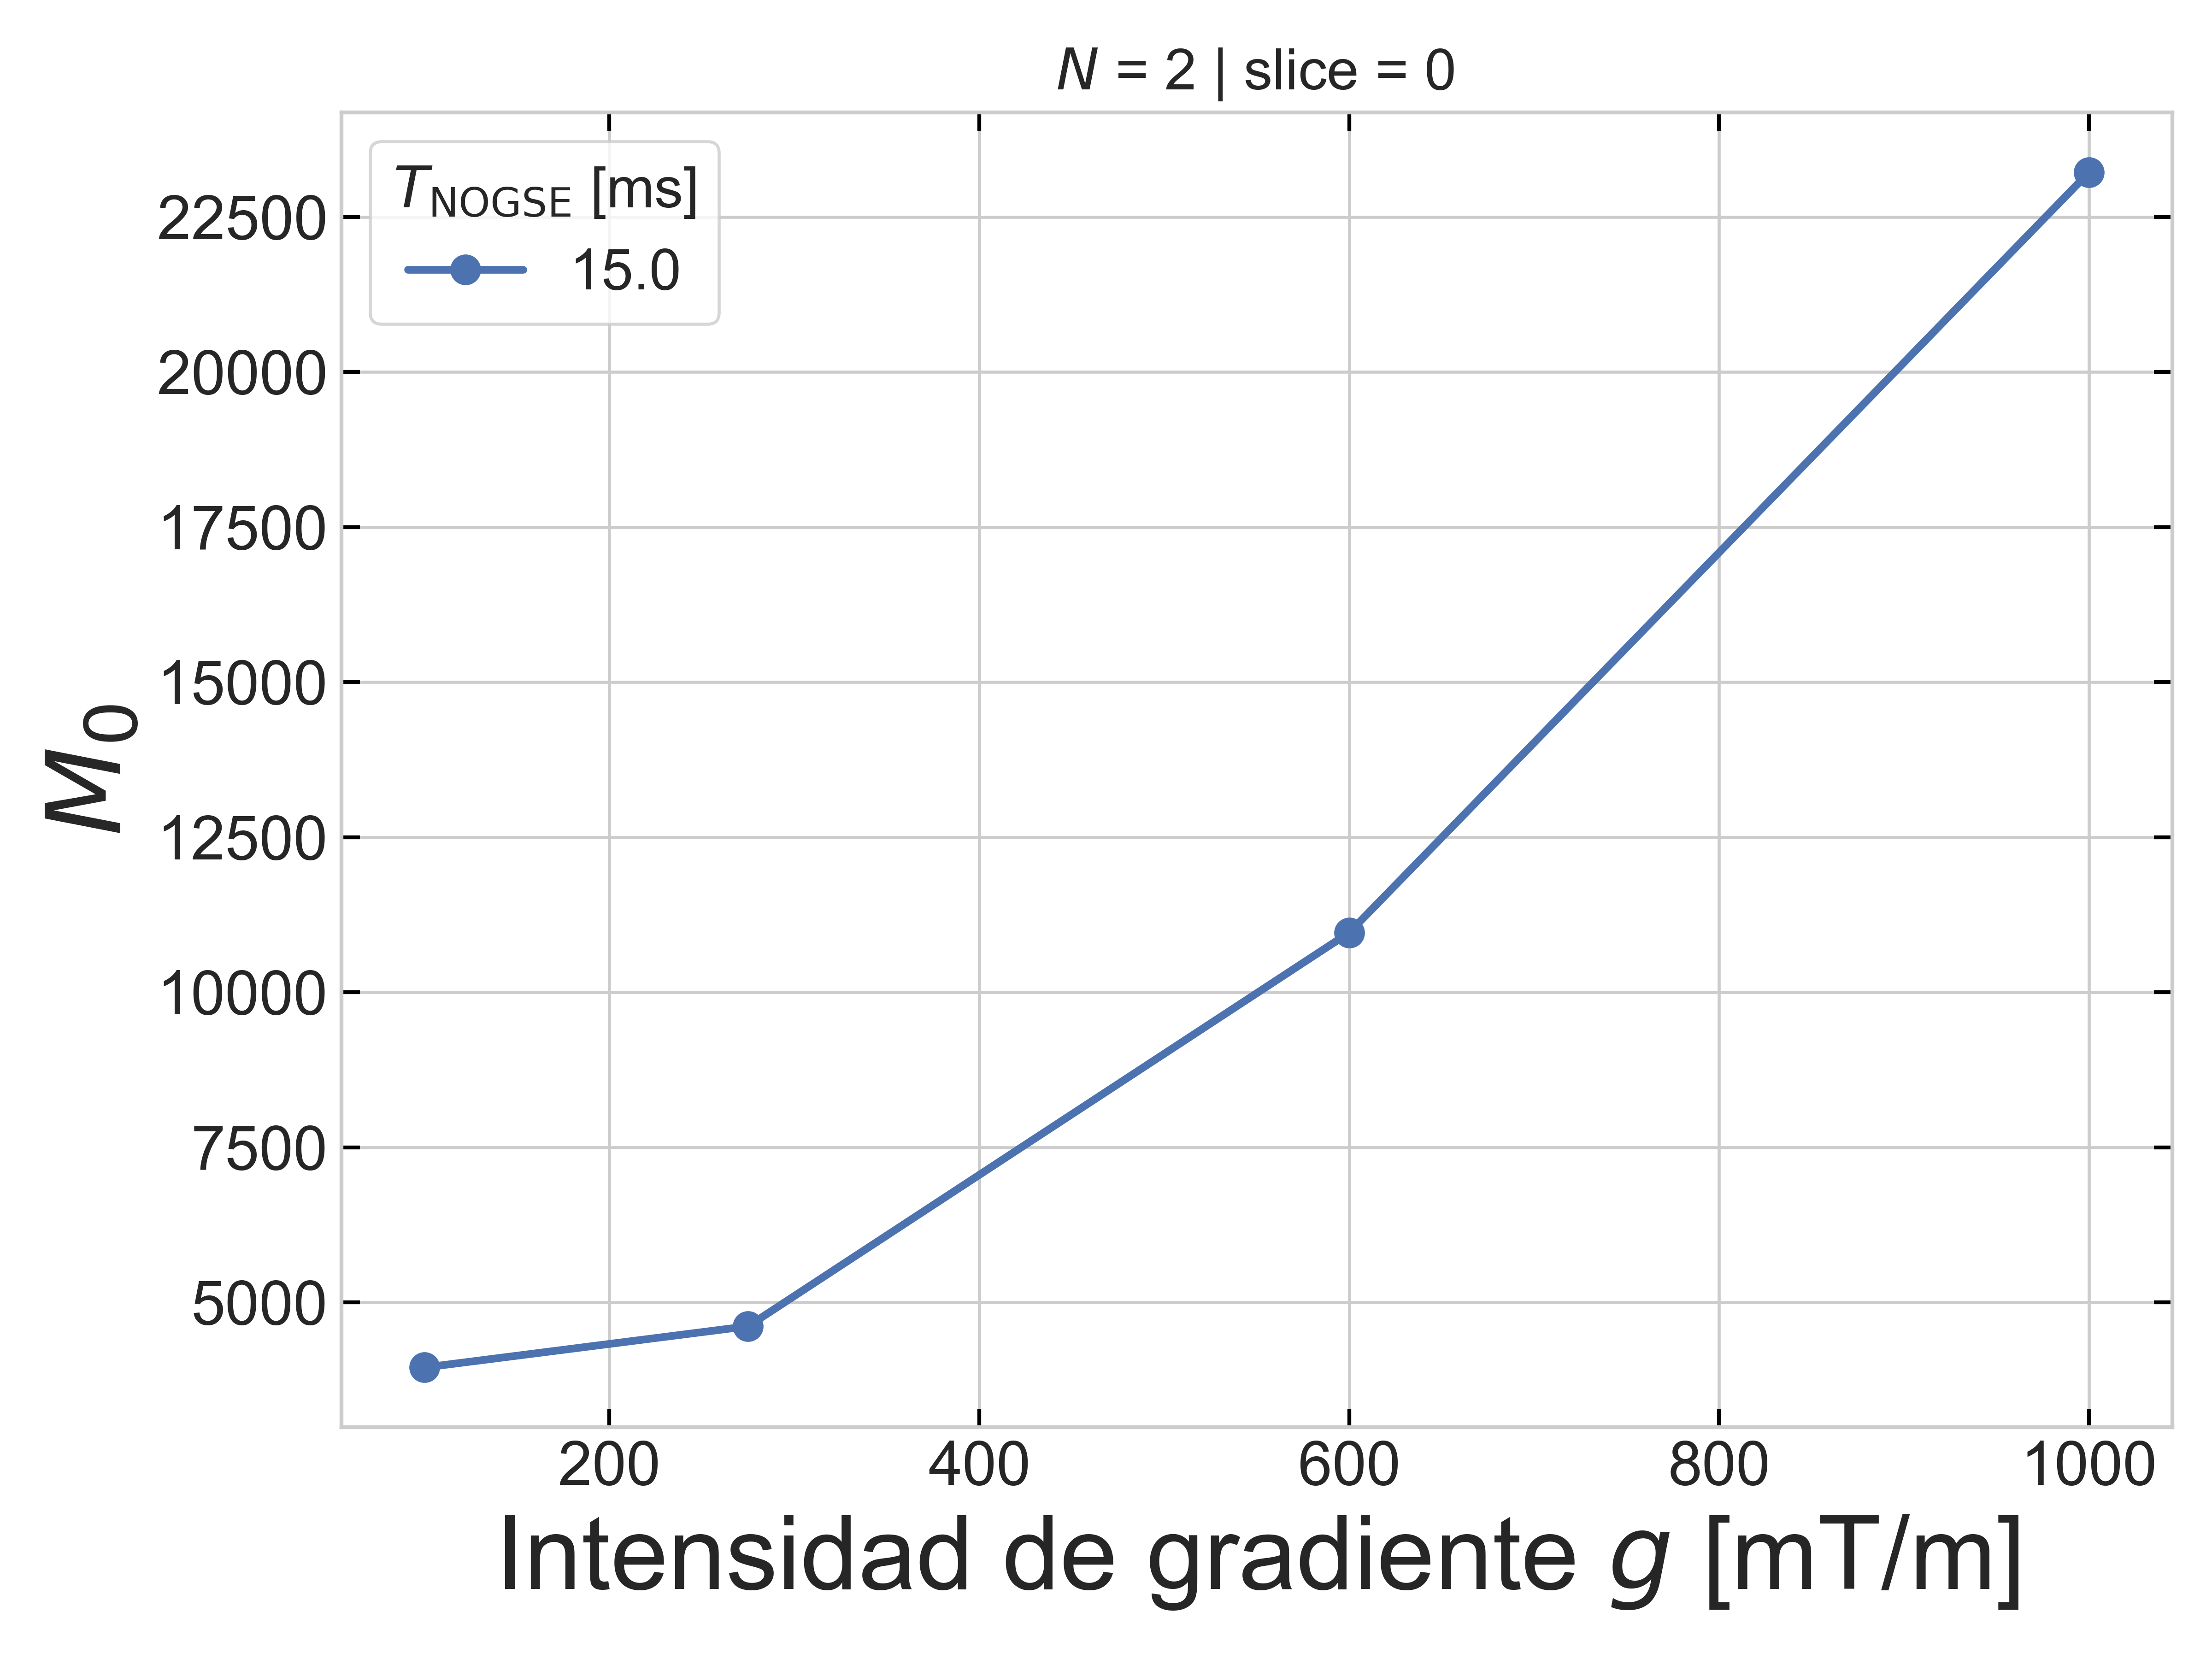 N = 2 | slice = 0
T_NOGSE [ms]
15.0
22500
20000
17500
15000
12500
10000
7500
5000
M_0
200 400 600 800 1000
Intensidad de gradiente g [mT/m]